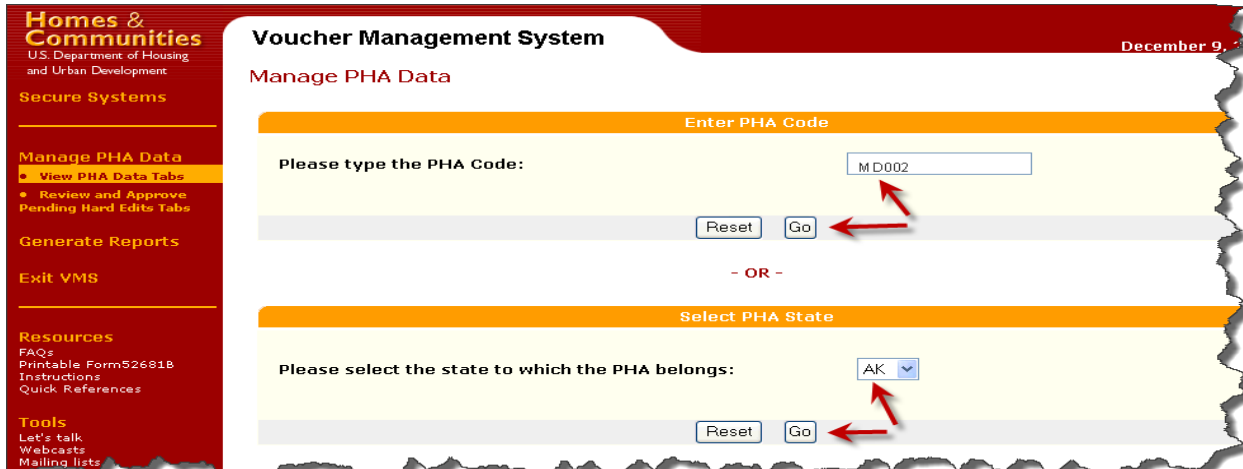 Homes &
Communities
U.S. Department of Housing
and Urban Development
Secure Systems
Manage PHA Data
• View PHA Data Tabs
• Review and Approve
Pending Hard Edits Tabs
Generate Reports
Exit VMS
Resources
FAQs
Printable Form52681B
Instructions
Quick References
Tools
Let's talk
Webcasts
Mailing lists
Voucher Management System
December 9,
Manage PHA Data
Enter PHA Code
Please type the PHA Code:
MD002
Reset Go
- OR -
Select PHA State
Please select the state to which the PHA belongs:
AK
Reset Go